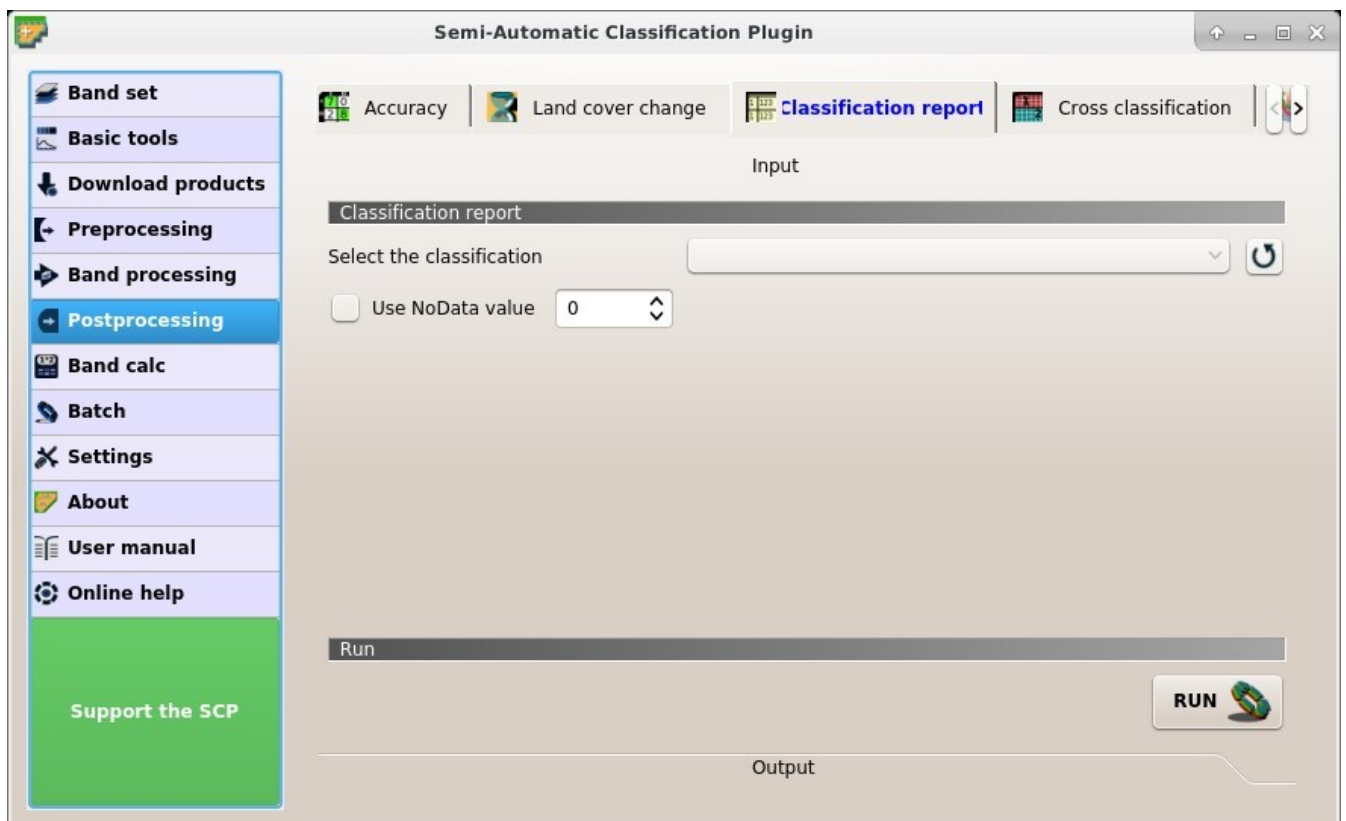 Semi-Automatic Classification Plugin
Band set
Basic tools
Download products
Preprocessing
Band processing
Postprocessing
Band calc
Batch
Settings
About
User manual
Online help
Support the SCP
Accuracy
Land cover change
Classification report
Cross classification
Input
Classification report
Select the classification
Use NoData value
0
Run
RUN
Output